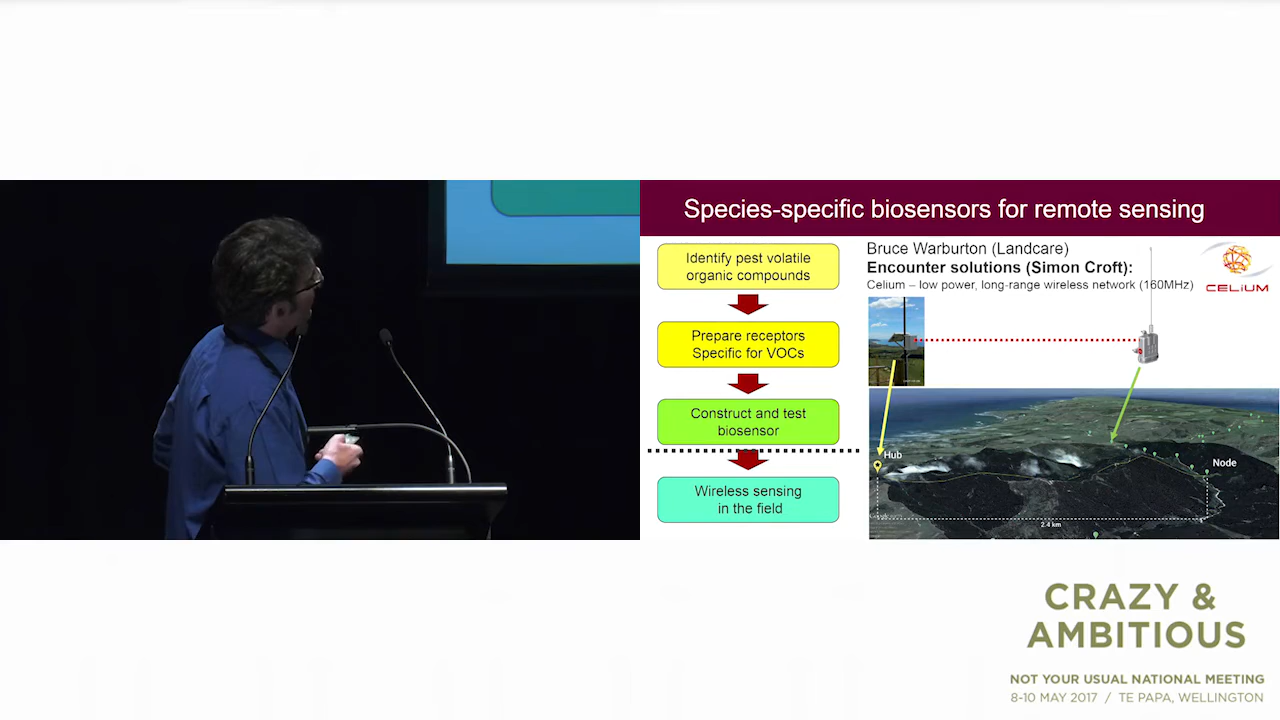 Species-specific biosensors for remote sensing
Identify pest volatile
organic compounds
Prepare receptors
Specific for VOCs
Construct and test
biosensor
Wireless sensing
in the field
Bruce Warburton (Landcare)
Encounter solutions (Simon Croft):
Celium – low power, long-range wireless network (160MHz)
CELIUM
Hub
Node
2.4 km
CRAZY &
AMBITIOUS
NOT YOUR USUAL NATIONAL MEETING
8-10 MAY 2017 / TE PAPA, WELLINGTON